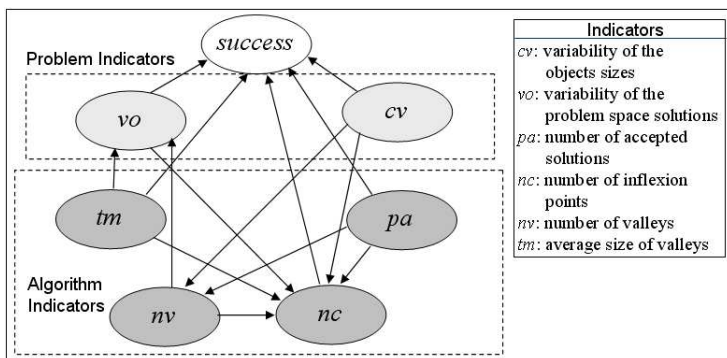 success
Problem Indicators
vo
cv
tm
pa
Algorithm
Indicators
nv
nc
Indicators
cv: variability of the
objects sizes
vo: variability of the
problem space solutions
pa: number of accepted
solutions
nc: number of inflexion
points
nv: number of valleys
tm: average size of valleys